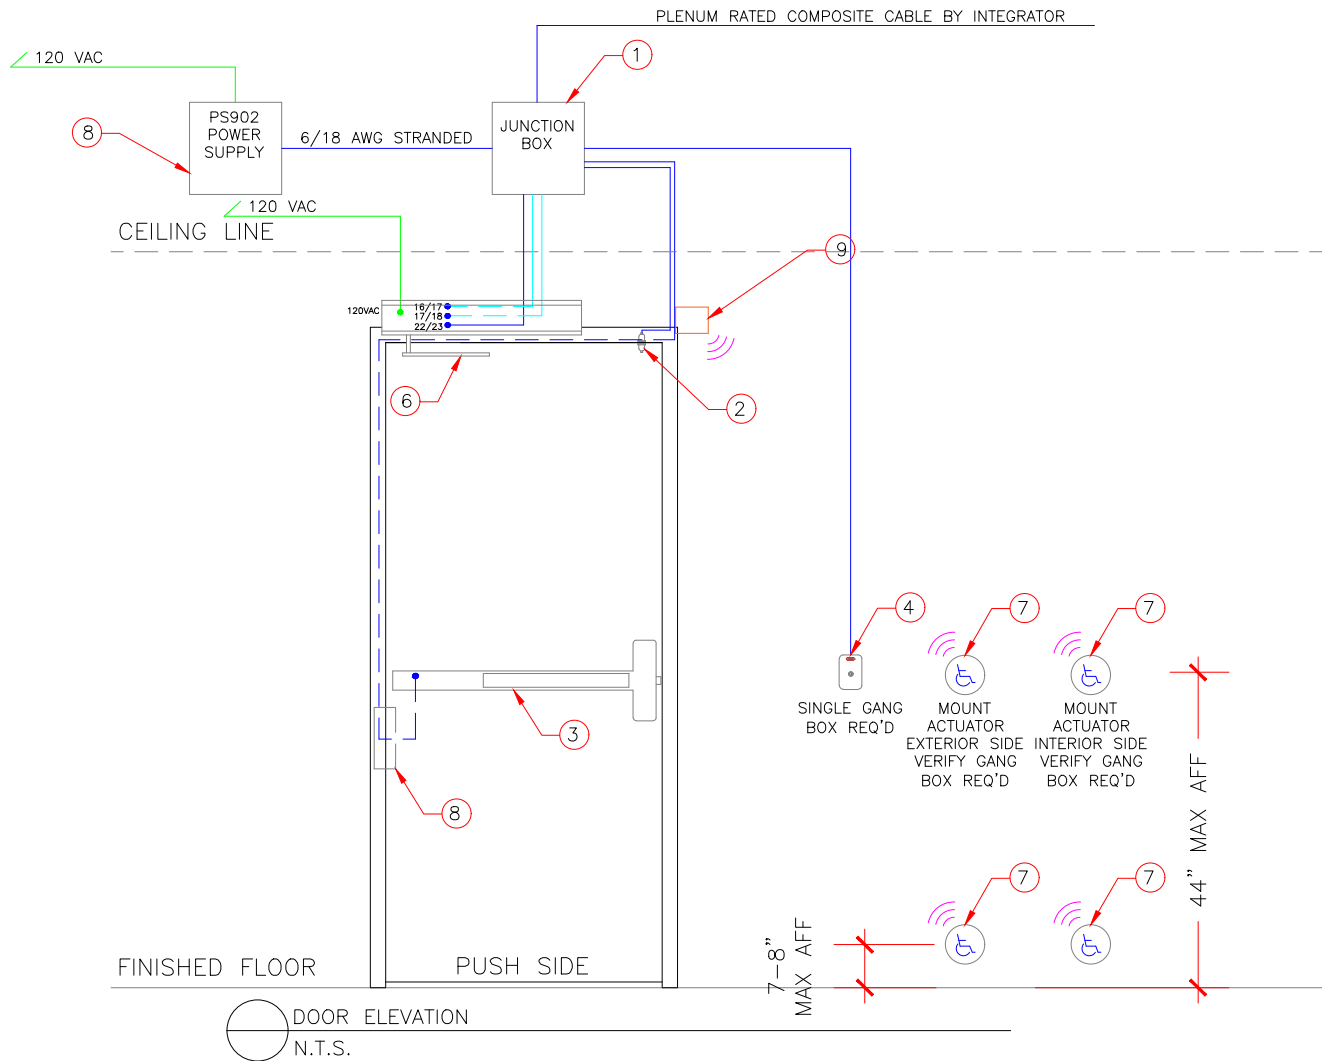 PLENUM RATED COMPOSITE CABLE BY INTEGRATOR
1
120 VAC
8
PS902
POWER
SUPPLY
6/18 AWG STRANDED
JUNCTION
BOX
120 VAC
CEILING LINE
9
120VAC
16/17
17/18
22/23
6
2
4
7
7
SINGLE GANG
BOX REQ'D
MOUNT
ACTUATOR
EXTERIOR SIDE
VERIFY GANG
BOX REQ'D
MOUNT
ACTUATOR
INTERIOR SIDE
VERIFY GANG
BOX REQ'D
3
8
44" MAX AFF
7
7
7-8"
MAX AFF
FINISHED FLOOR
PUSH SIDE
DOOR ELEVATION
N.T.S.